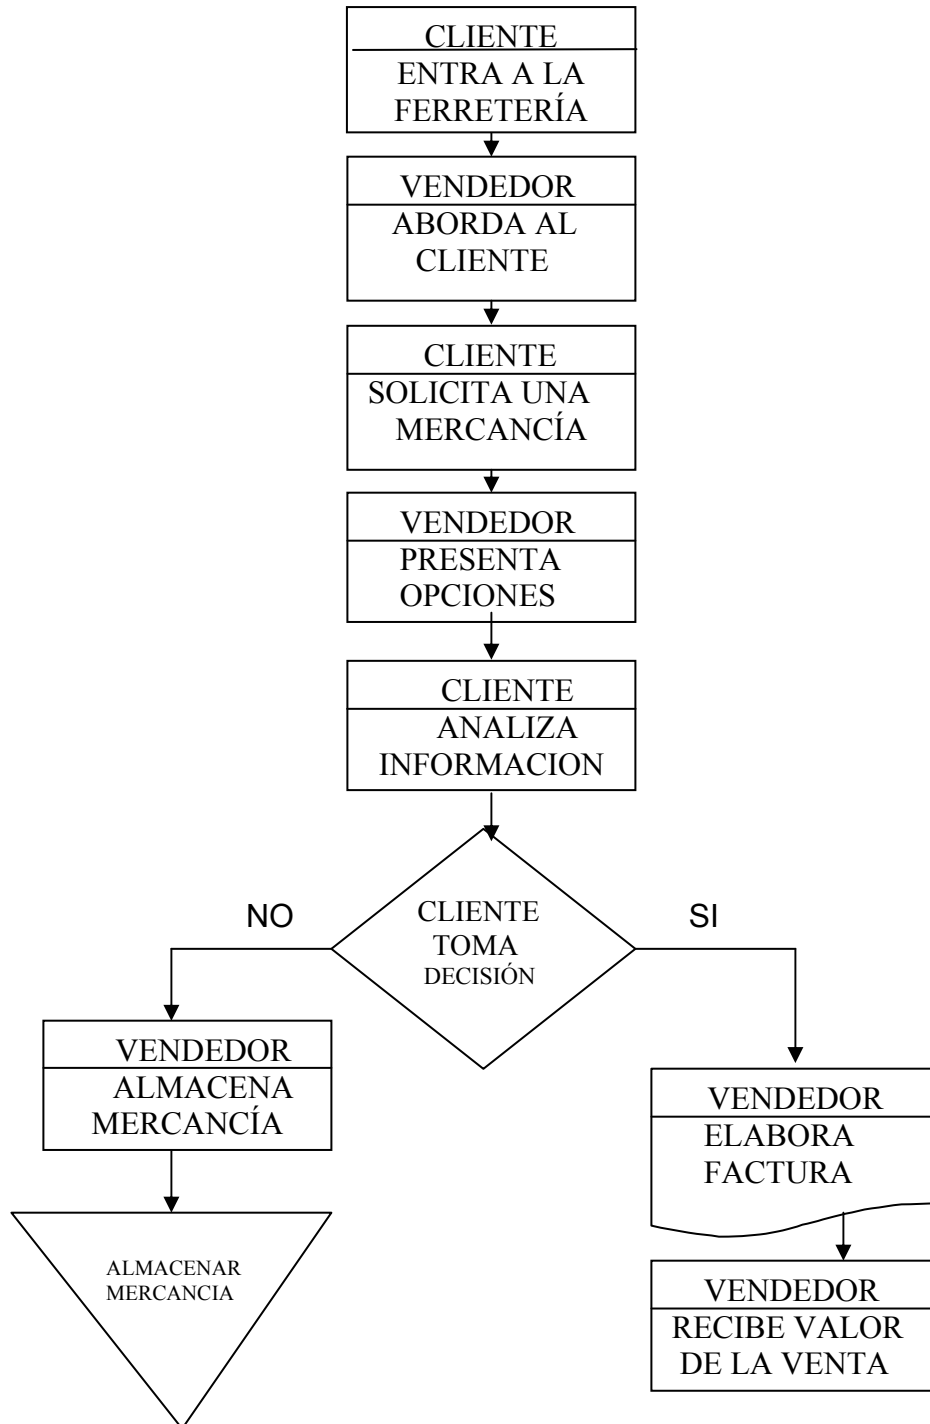 CLIENTE
ENTRA A LA
FERRETERÍA
VENDEDOR
ABORDA AL
CLIENTE
CLIENTE
SOLICITA UNA
MERCANCÍA
VENDEDOR
PRESENTA
OPCIONES
CLIENTE
ANALIZA
INFORMACION
CLIENTE
TOMA
DECISIÓN
NO
SI
VENDEDOR
ALMACENA
MERCANCÍA
ALMACENAR
MERCANCIA
VENDEDOR
ELABORA
FACTURA
VENDEDOR
RECIBE VALOR
DE LA VENTA